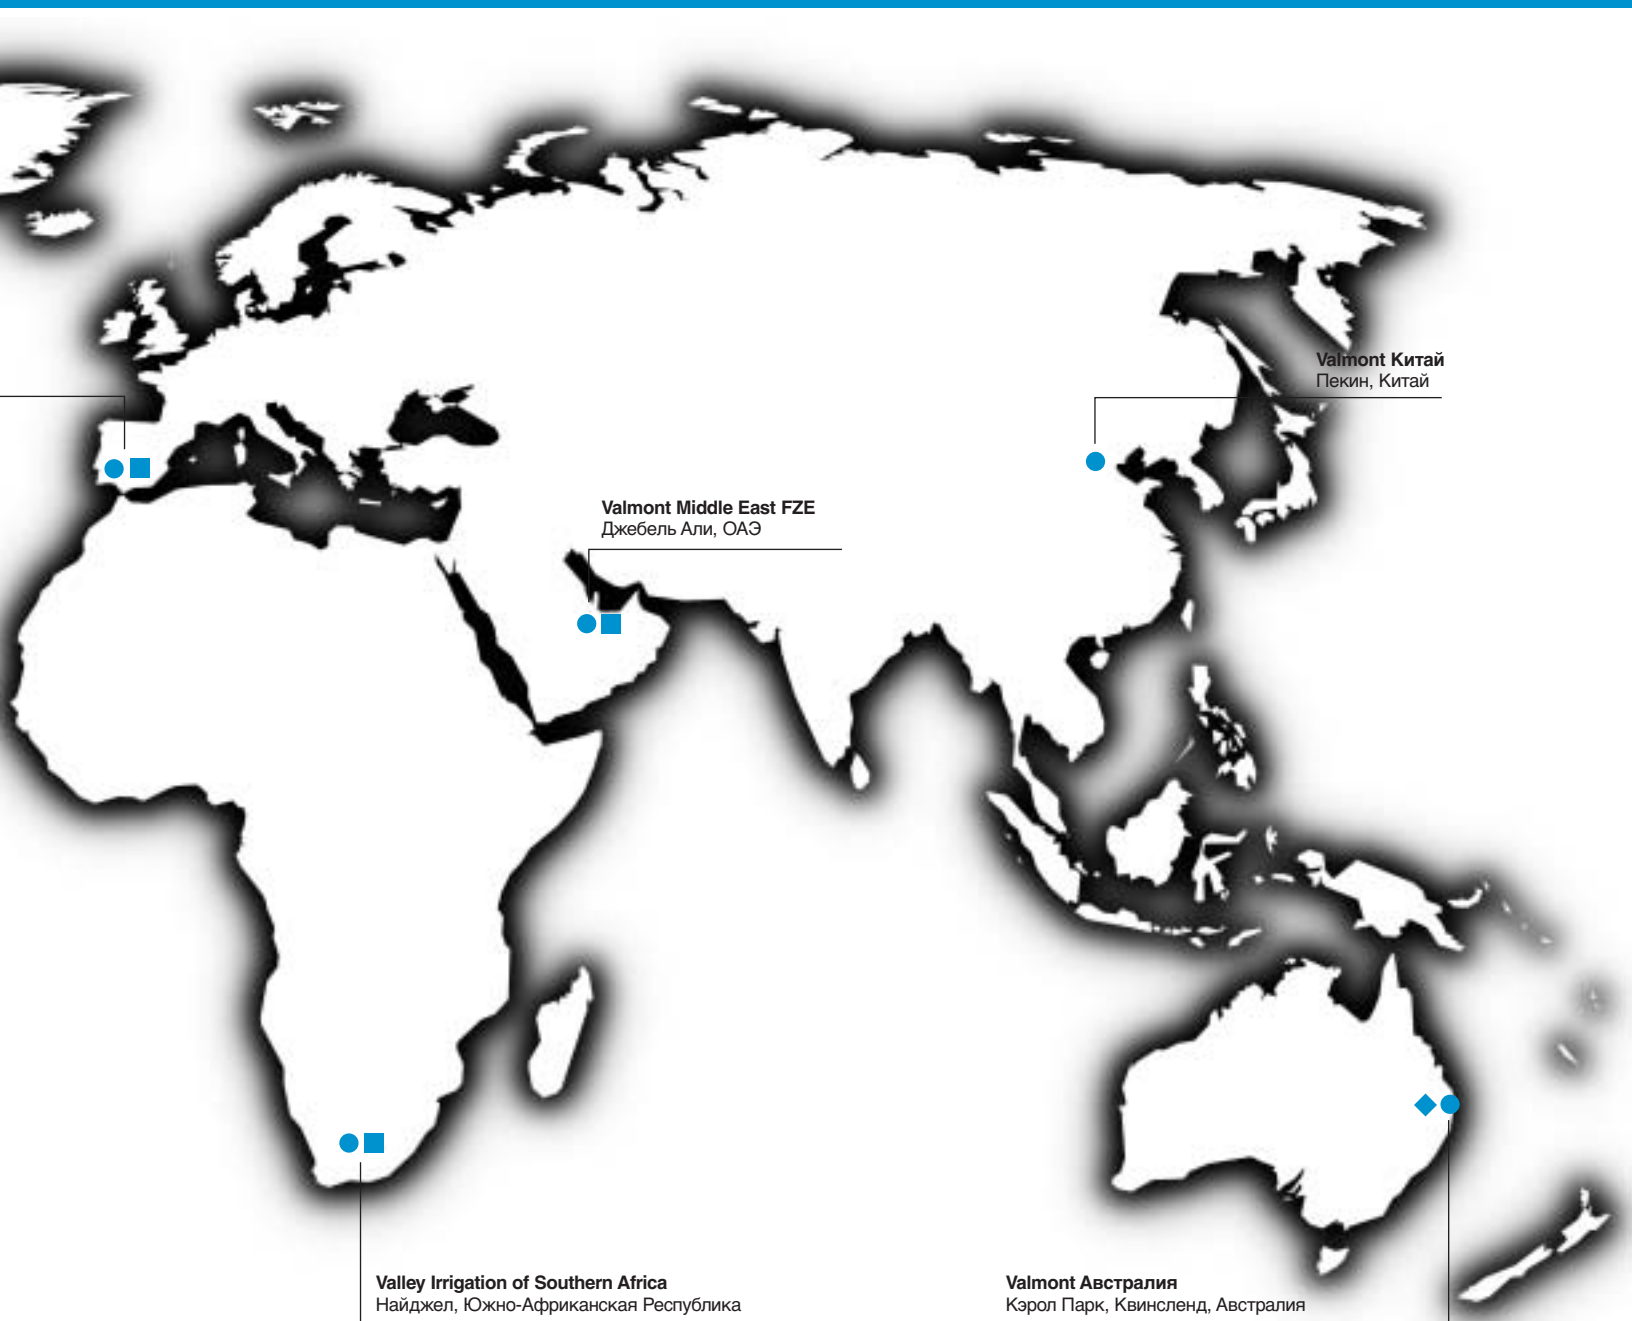 Valmont Китай
Пекин, Китай
Valmont Middle East FZE
Джебель Али, ОАЭ
Valley Irrigation of Southern Africa
Найджел, Южно-Африканская Республика
Valmont Австралия
Кэрол Парк, Квинсленд, Австралия